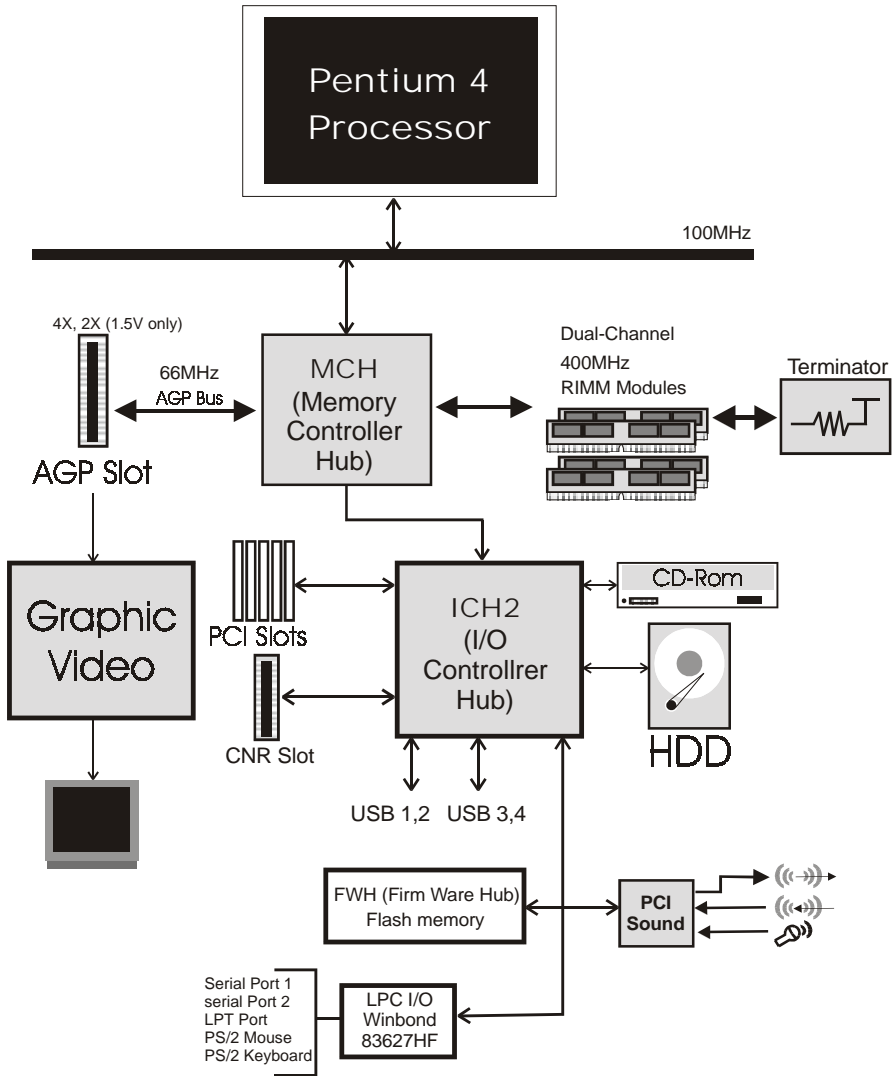 Pentium 4
Processor
100MHz
4X, 2X (1.5V only)
66MHz
AGP Bus
AGP Slot
MCH
(Memory
Controller
Hub)
Dual-Channel
400MHz
RIMM Modules
Terminator
Graphic
Video
PCI Slots
CNR Slot
ICH2
(I/O
Controllrer
Hub)
CD-Rom
HDD
USB 1,2
USB 3,4
FWH (Firm Ware Hub)
Flash memory
PCI
Sound
Serial Port 1
serial Port 2
LPT Port
PS/2 Mouse
PS/2 Keyboard
LPC I/O
Winbond
83627HF